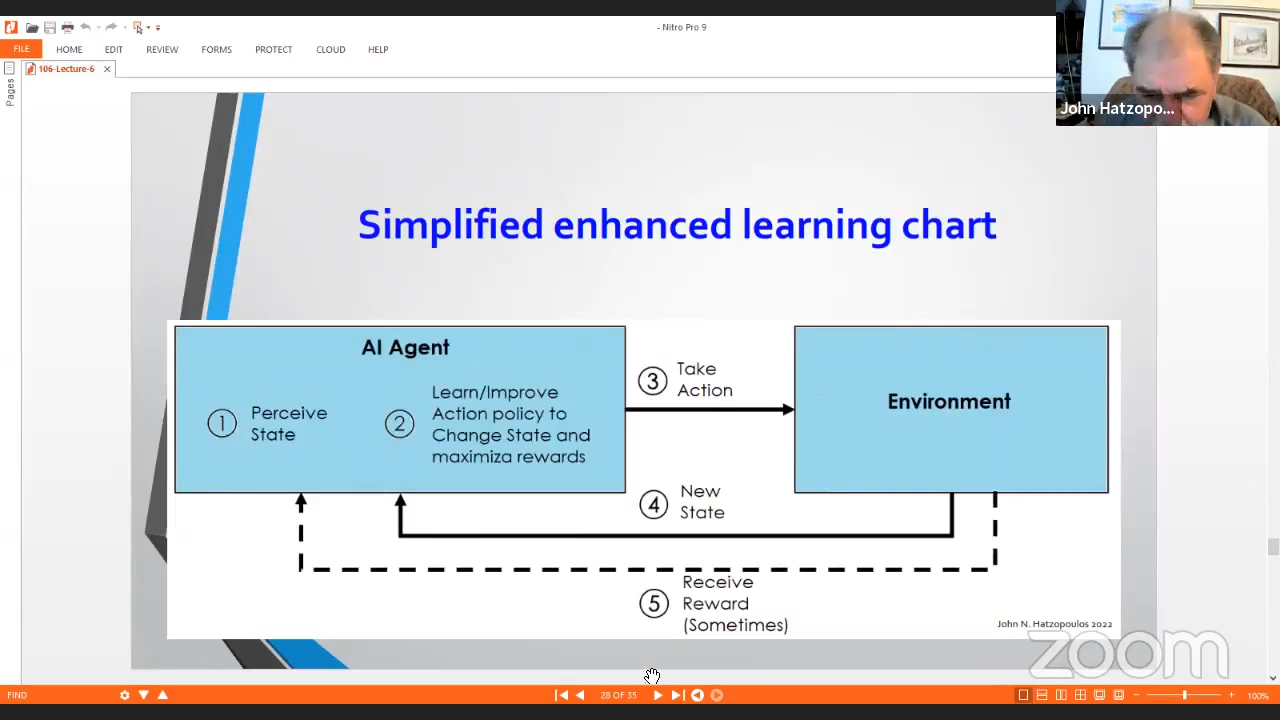 - Nitro Pro 9
FILE
HOME
EDIT
REVIEW
FORMS
PROTECT
CLOUD
HELP
106-Lecture-6
Pages
John Hatzopo...
Simplified enhanced learning chart
AI Agent
1
Perceive
State
2
Learn/Improve
Action policy to
Change State and
maximiza rewards
3
Take
Action
Environment
4
New
State
5
Receive
Reward
(Sometimes)
John N. Hatzopoulos 2022
zoom
FIND
28 OF 35
100%